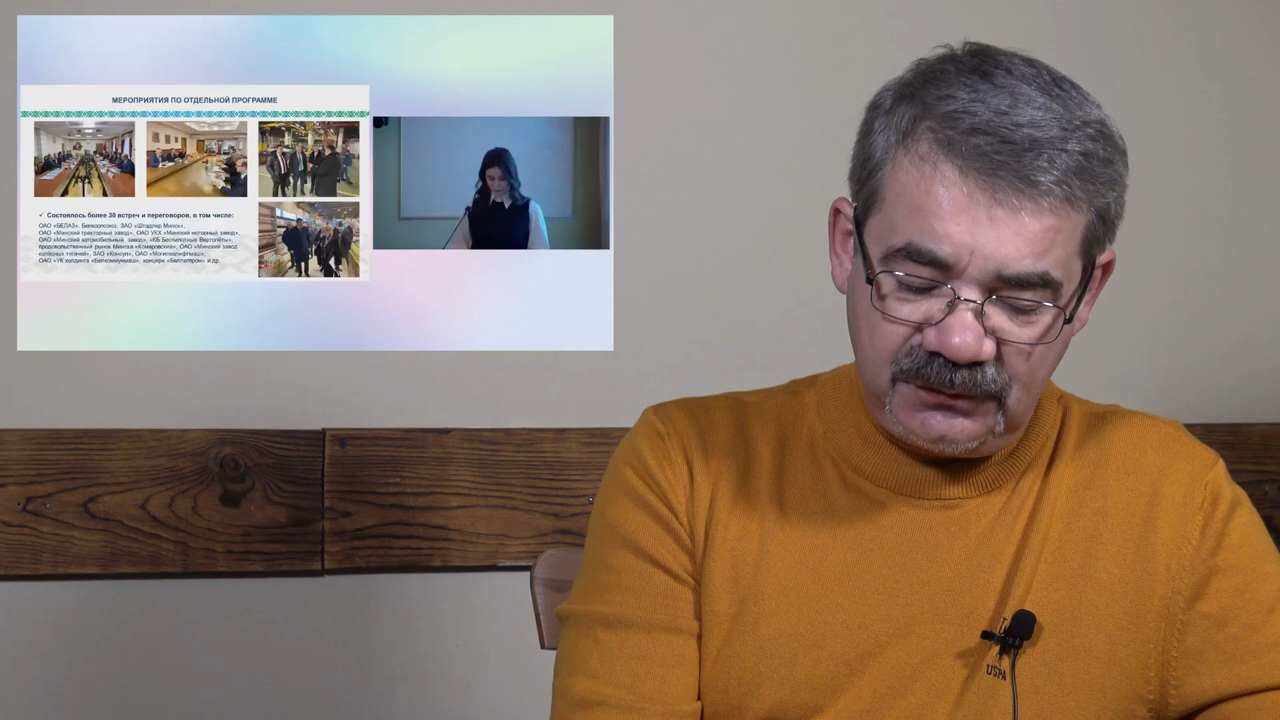 МЕРОПРИЯТИЯ ПО ОТДЕЛЬНОЙ ПРОГРАММЕ
✓ Состоялось более 30 встреч и переговоров, в том числе:
ОАО «БЕЛАЗ», Белкоопсоюз, ЗАО «Штадлер Минск»,
ОАО «Минский тракторный завод», ОАО УКХ «Минский моторный завод»,
ОАО «Минский автомобильный завод», «КБ Беспилотные Вертолёты»,
продовольственный рынок Минска «Комаровский», ОАО «Минский завод
колёсных тягачей», ЗАО «Консул», ОАО «Могилевлифтмаш»,
ОАО «УК холдинга «Белкоммунмаш», концерн «Беллегпром» и др.
USPA